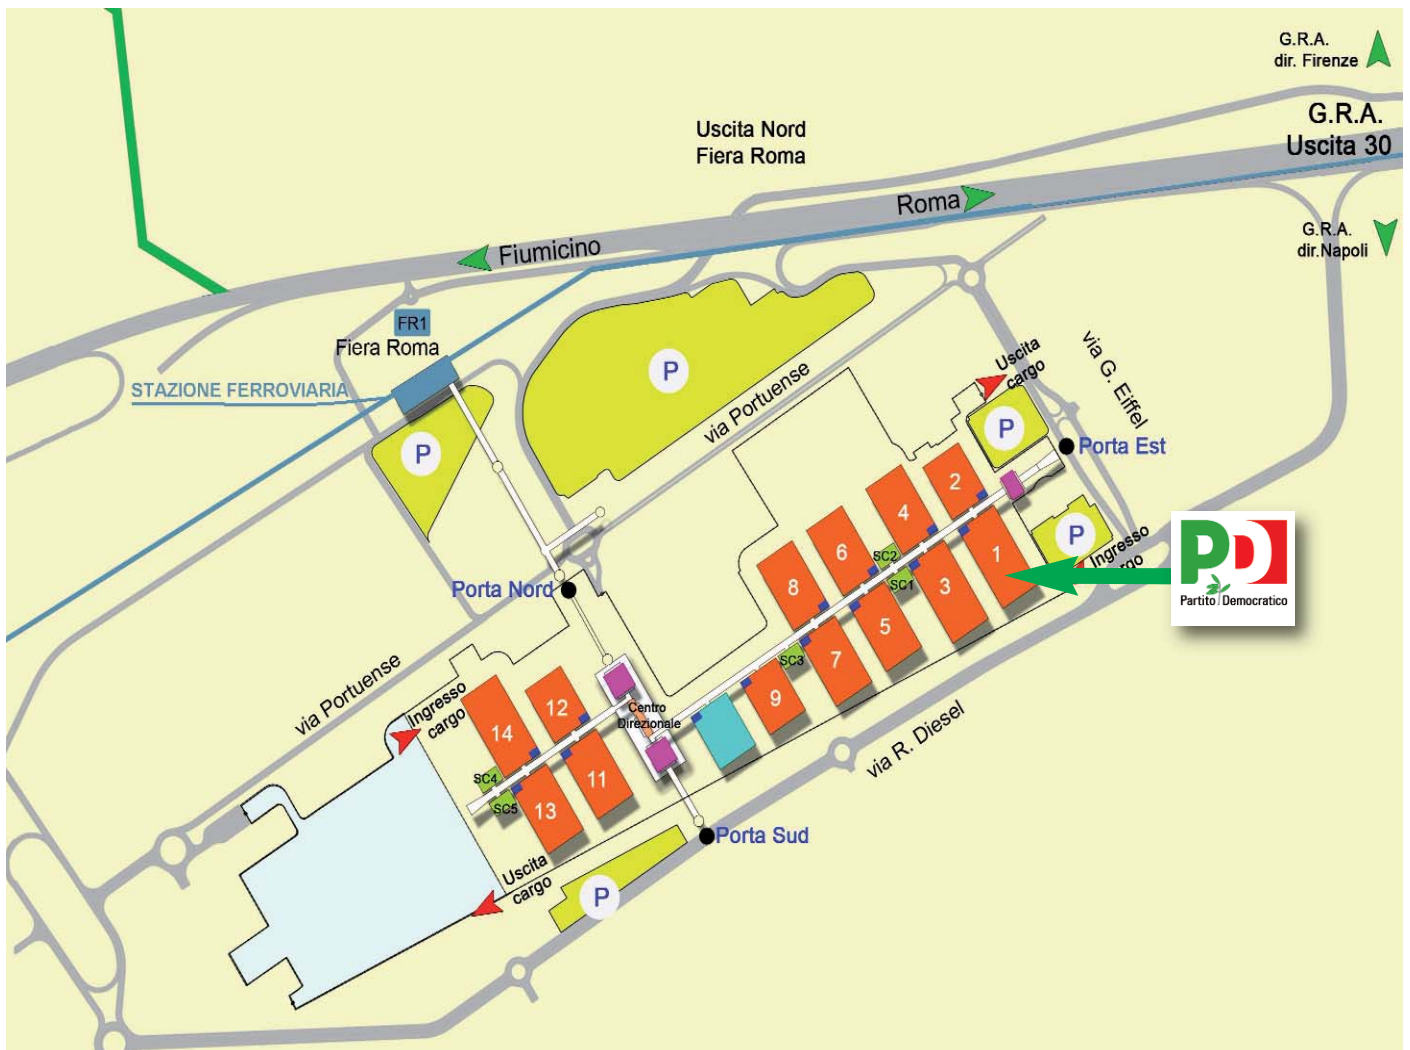 G.R.A.
dir. Firenze
G.R.A.
Uscita 30
Uscita Nord
Fiera Roma
Roma
Fiumicino
G.R.A.
dir.Napoli
FR1
Fiera Roma
STAZIONE FERROVIARIA
P
P
via Portuense
Uscita
cargo
via G. Eiffel
P
Porta Est
2
4
6
8
SC2
SC1
1
3
5
7
9
SC3
P
Ingresso
PD
Partito Democratico
Porta Nord
via Portuense
Ingresso
cargo
14
12
Centro
Direzionale
SC4
SC5
13
11
via R. Diesel
Porta Sud
Uscita
cargo
P